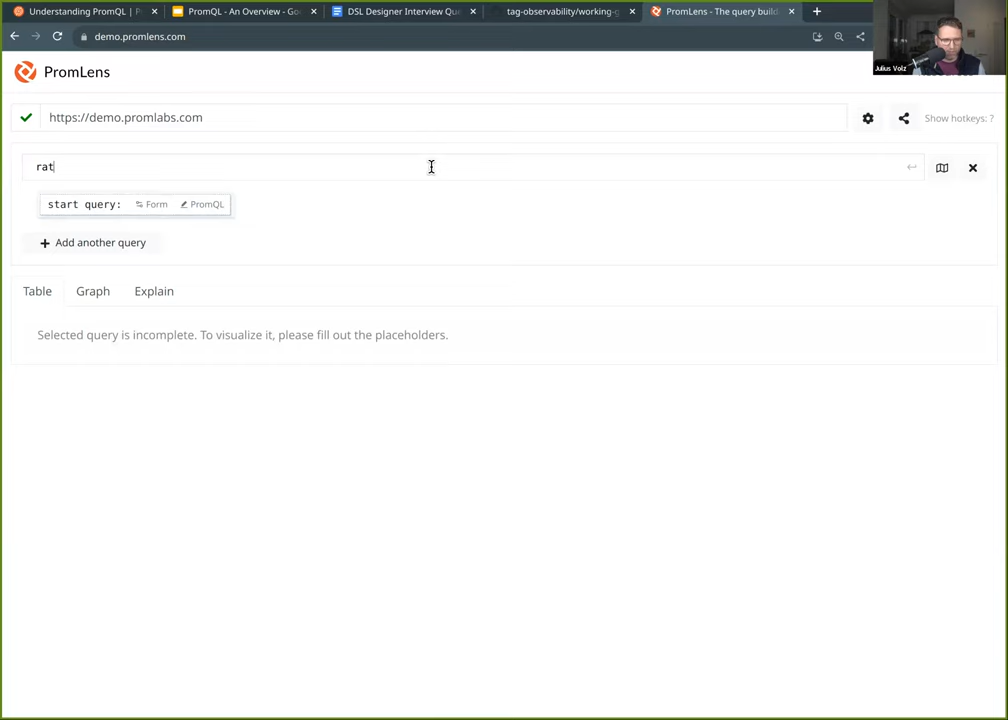 Understanding PromQL | P
PromQL - An Overview - Go
DSL Designer Interview Que
tag-observability/working-g
PromLens - The query build
demo.promlens.com
Julius Volz
PromLens
https://demo.promlabs.com
Show hotkeys: ?
rat
start query: Form PromQL
Add another query
Table Graph Explain
Selected query is incomplete. To visualize it, please fill out the placeholders.